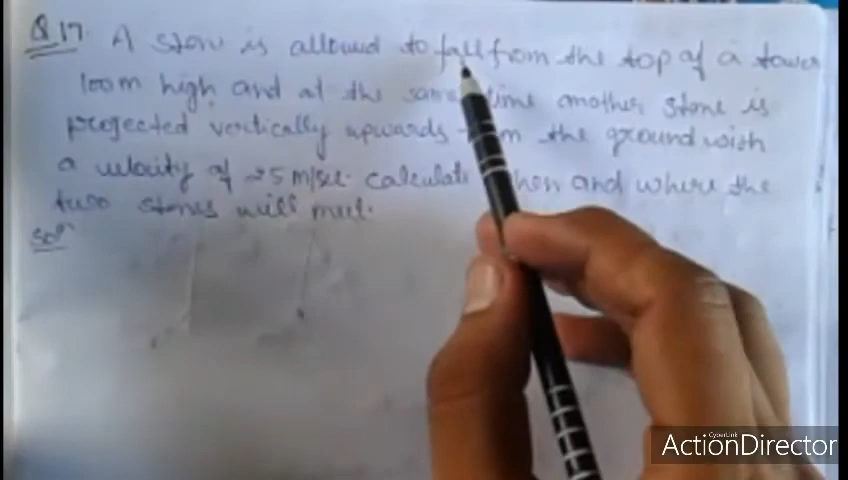 Q 17. A stone is allowed to fall from the top of a tower
100m high and at the same time another stone is
projected vertically upwards from the ground with
a velocity of 25 m/sec. calculate when and where the
two stones will meet.
Solⁿ
CyberLink
ActionDirector